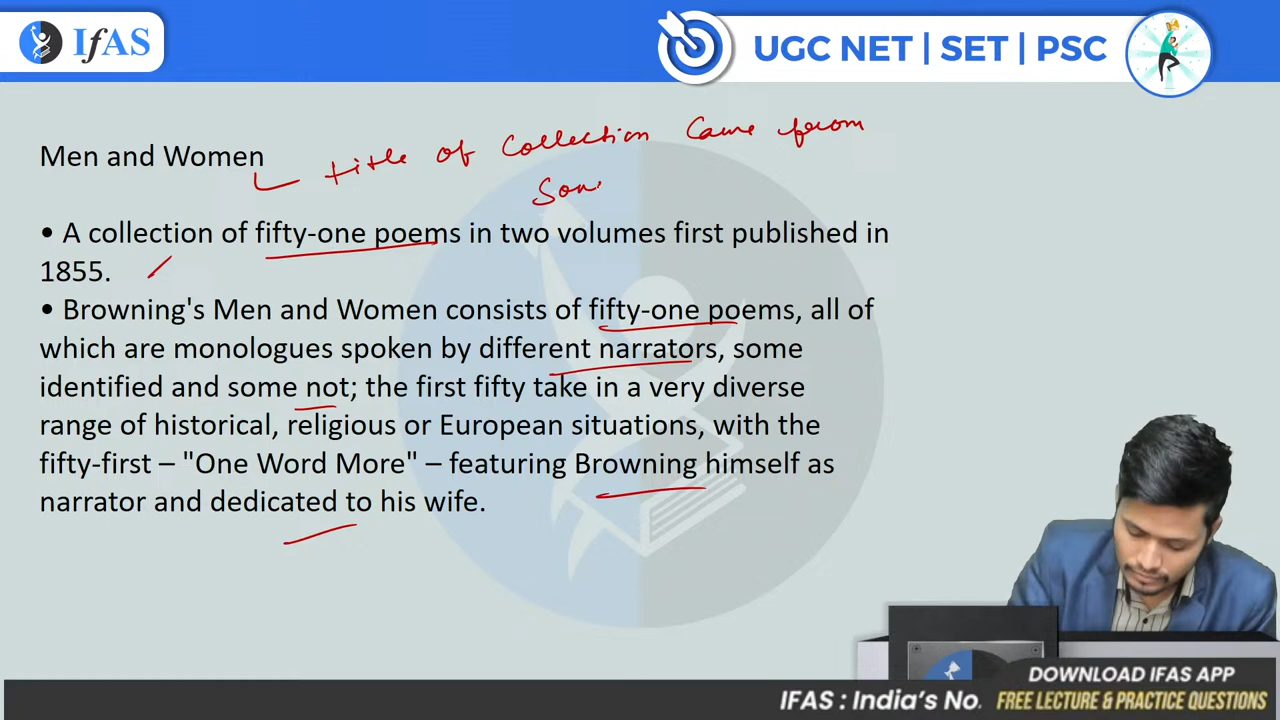 IfAS
UGC NET | SET | PSC
title of Collection Came from
Son
Men and Women
• A collection of fifty-one poems in two volumes first published in
1855.
• Browning's Men and Women consists of fifty-one poems, all of
which are monologues spoken by different narrators, some
identified and some not; the first fifty take in a very diverse
range of historical, religious or European situations, with the
fifty-first – "One Word More" – featuring Browning himself as
narrator and dedicated to his wife.
DOWNLOAD IFAS APP
IFAS : India's No.
FREE LECTURE & PRACTICE QUESTIONS